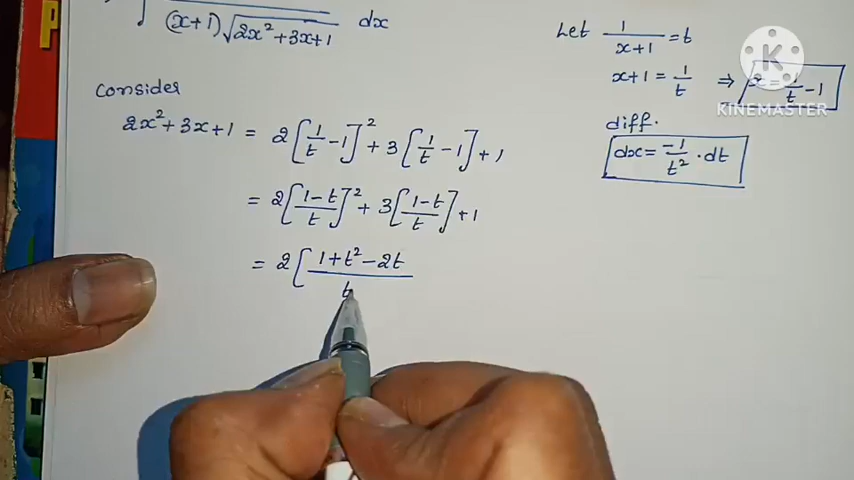 ∫ ――― / (x+1)√(2x²+3x+1) dx
Let 1/(x+1) = t
x+1 = 1/t ⇒ x = 1/t -1
Consider
diff.
dx = -1/t² · dt
2x²+3x+1 = 2[1/t -1]² + 3[1/t -1] +1
= 2[(1-t)/t]² + 3[(1-t)/t] +1
= 2[(1+t²-2t)/t
KINEMASTER